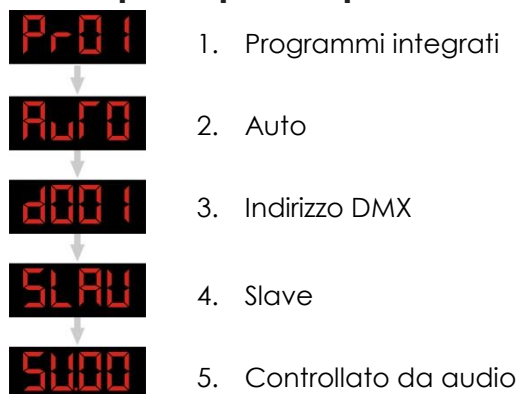 Pr01 1. Programmi integrati
AuTO 2. Auto
d001 3. Indirizzo DMX
SLAU 4. Slave
SU.00 5. Controllato da audio